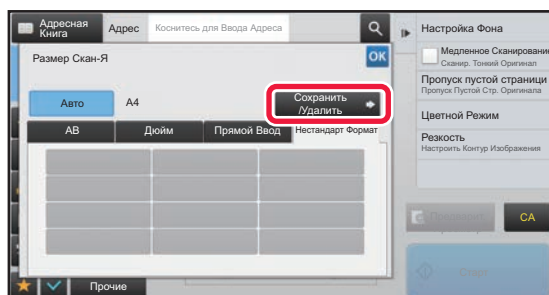 Адресная
Книга
Адрес
Коснитесь для Ввода Адреса
Настройка Фона
Размер Скан-Я
OK
Медленное Сканирование
Сканир. Тонкий Оригинал
Авто
A4
Сохранить
/Удалить
Пропуск пустой страници
Пропуск Пустой Стр. Оригинала
Цветной Режим
AB
Дюйм
Прямой Ввод
Нестандарт Формат
Резкость
Настроить Контур Изображения
CA
Прочие